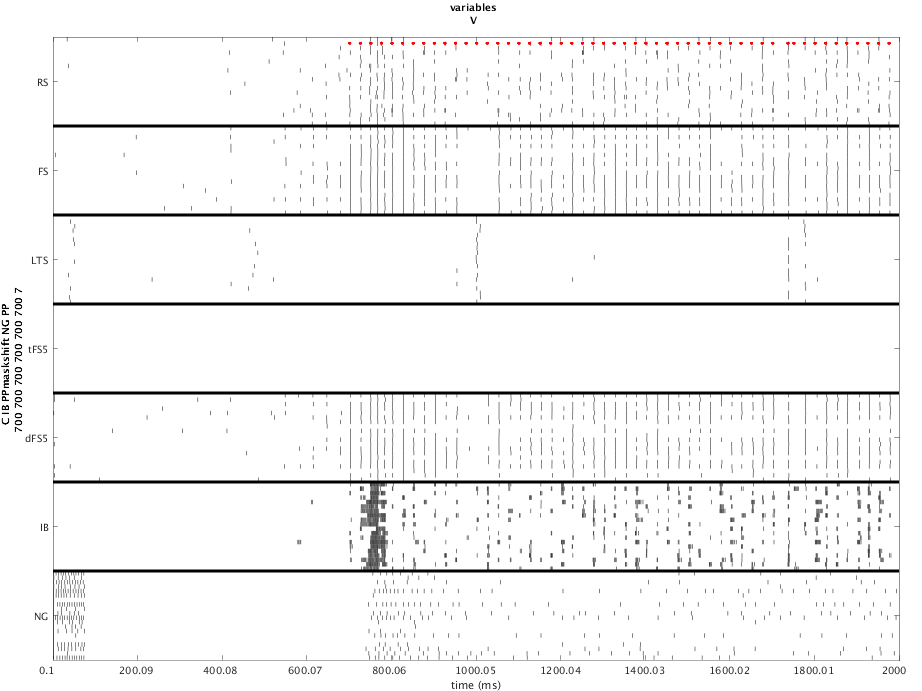 variables
V
RS
FS
LTS
tFS5
dFS5
IB
NG
C IB PPmaskshift NG PP
700 700 700 700 700 700 7
0.1 200.09 400.08 600.07 800.06 1000.05 1200.04 1400.03 1600.02 1800.01 2000
time (ms)